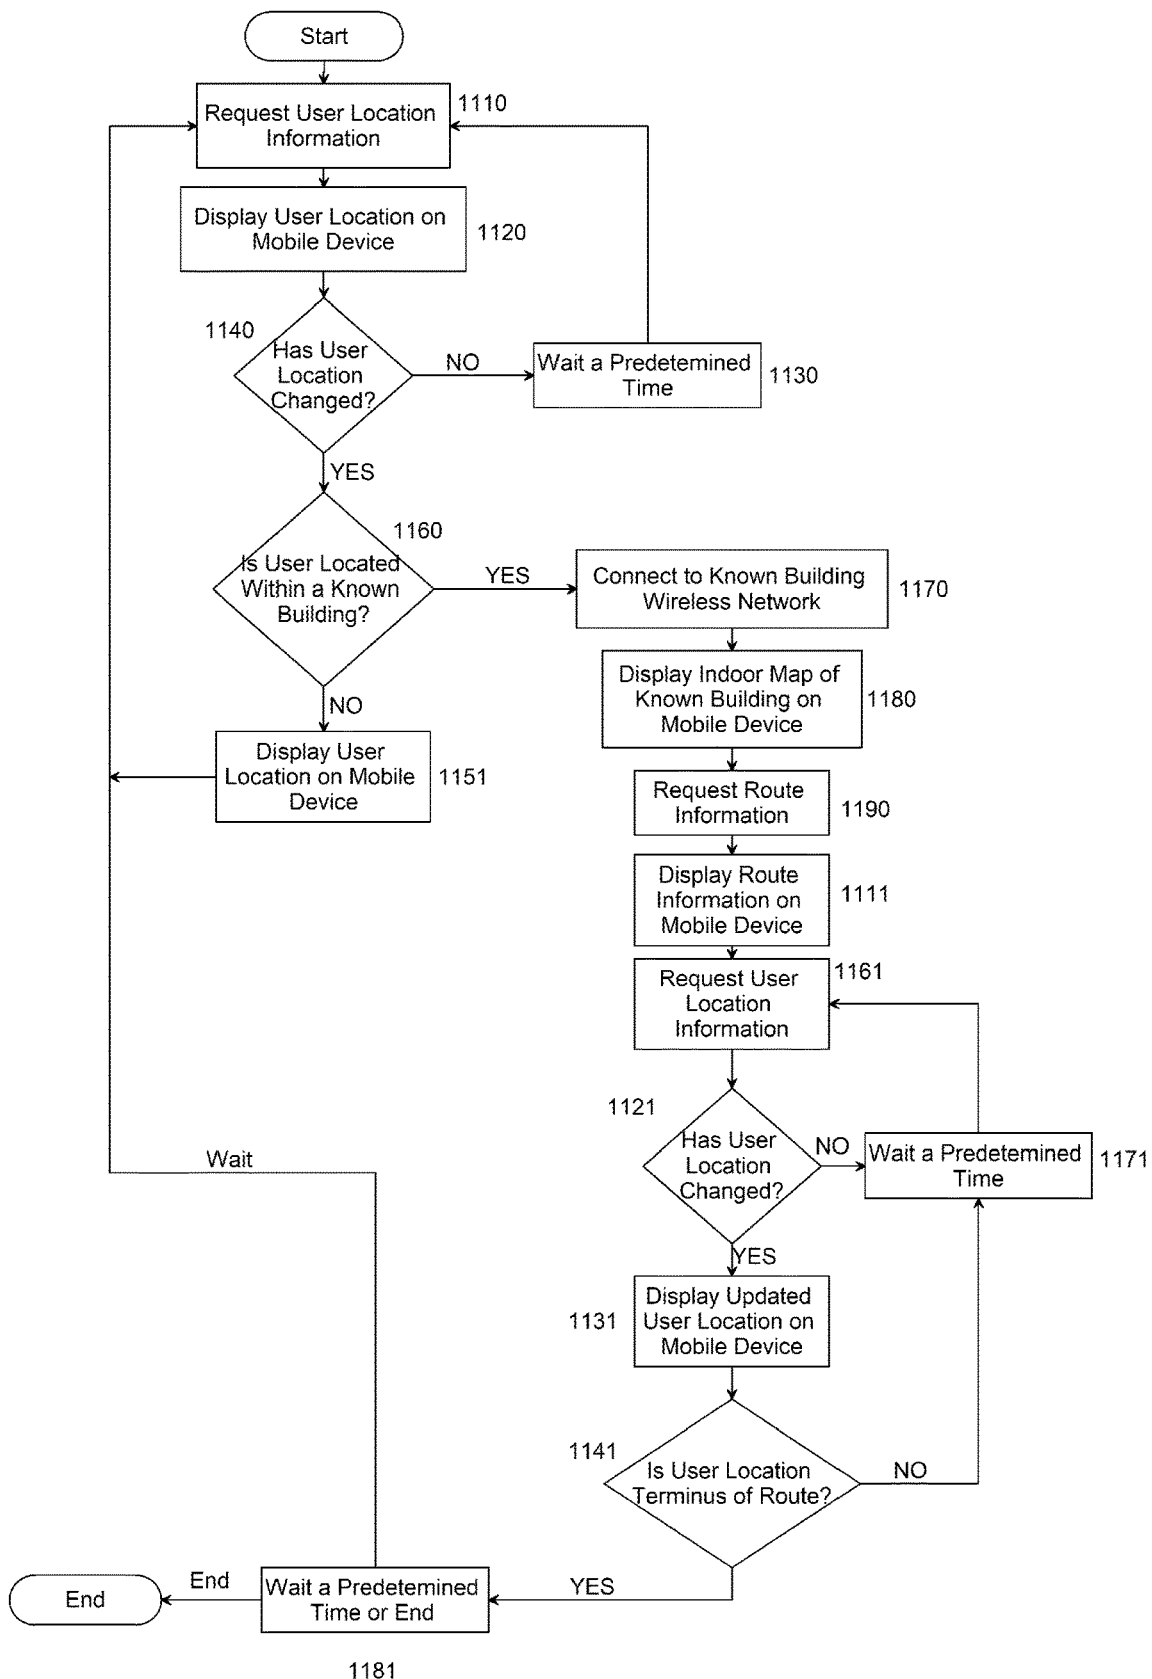 Start
Request User Location
Information
1110
Display User Location on
Mobile Device
1120
1140
Has User
Location
Changed?
NO
Wait a Predetemined
Time
1130
YES
1160
Is User Located
Within a Known
Building?
YES
Connect to Known Building
Wireless Network
1170
Display Indoor Map of
Known Building on
Mobile Device
1180
NO
Display User
Location on Mobile
Device
1151
Request Route
Information
1190
Display Route
Information on
Mobile Device
1111
Request User
Location
Information
1161
1121
Has User
Location
Changed?
NO
Wait a Predetemined
Time
1171
Wait
YES
Display Updated
User Location on
Mobile Device
1131
1141
Is User Location
Terminus of Route?
NO
YES
Wait a Predetemined
Time or End
1181
End
End